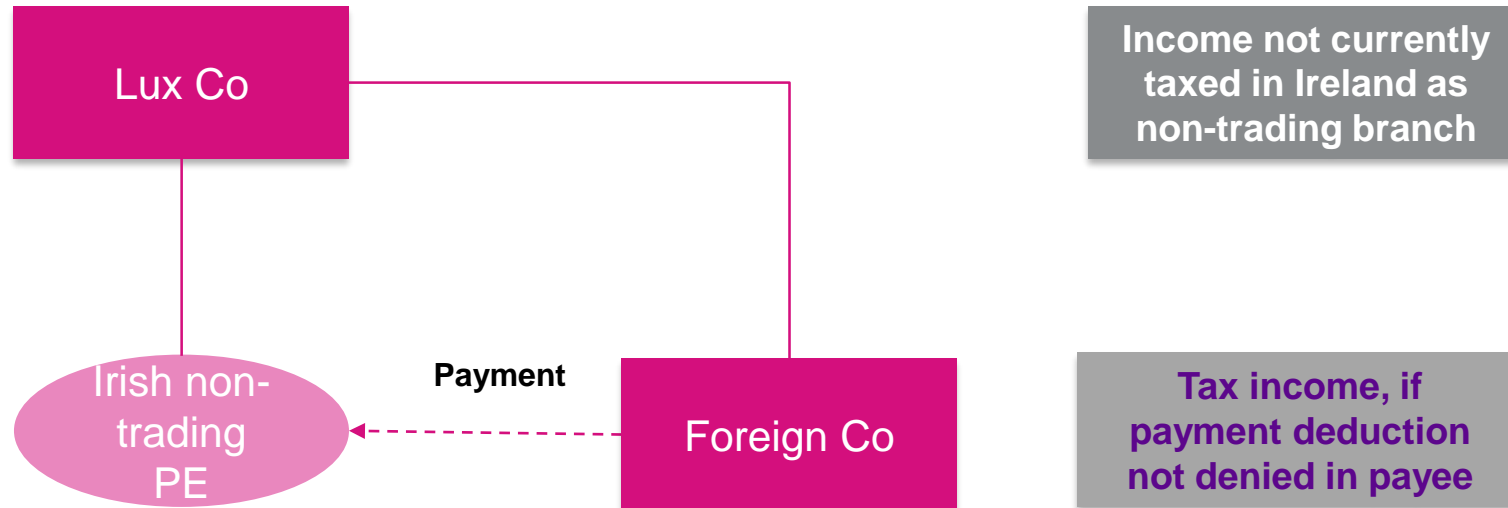 Lux Co
Income not currently
taxed in Ireland as
non-trading branch
Irish non-
trading
PE
Payment
Foreign Co
Tax income, if
payment deduction
not denied in payee